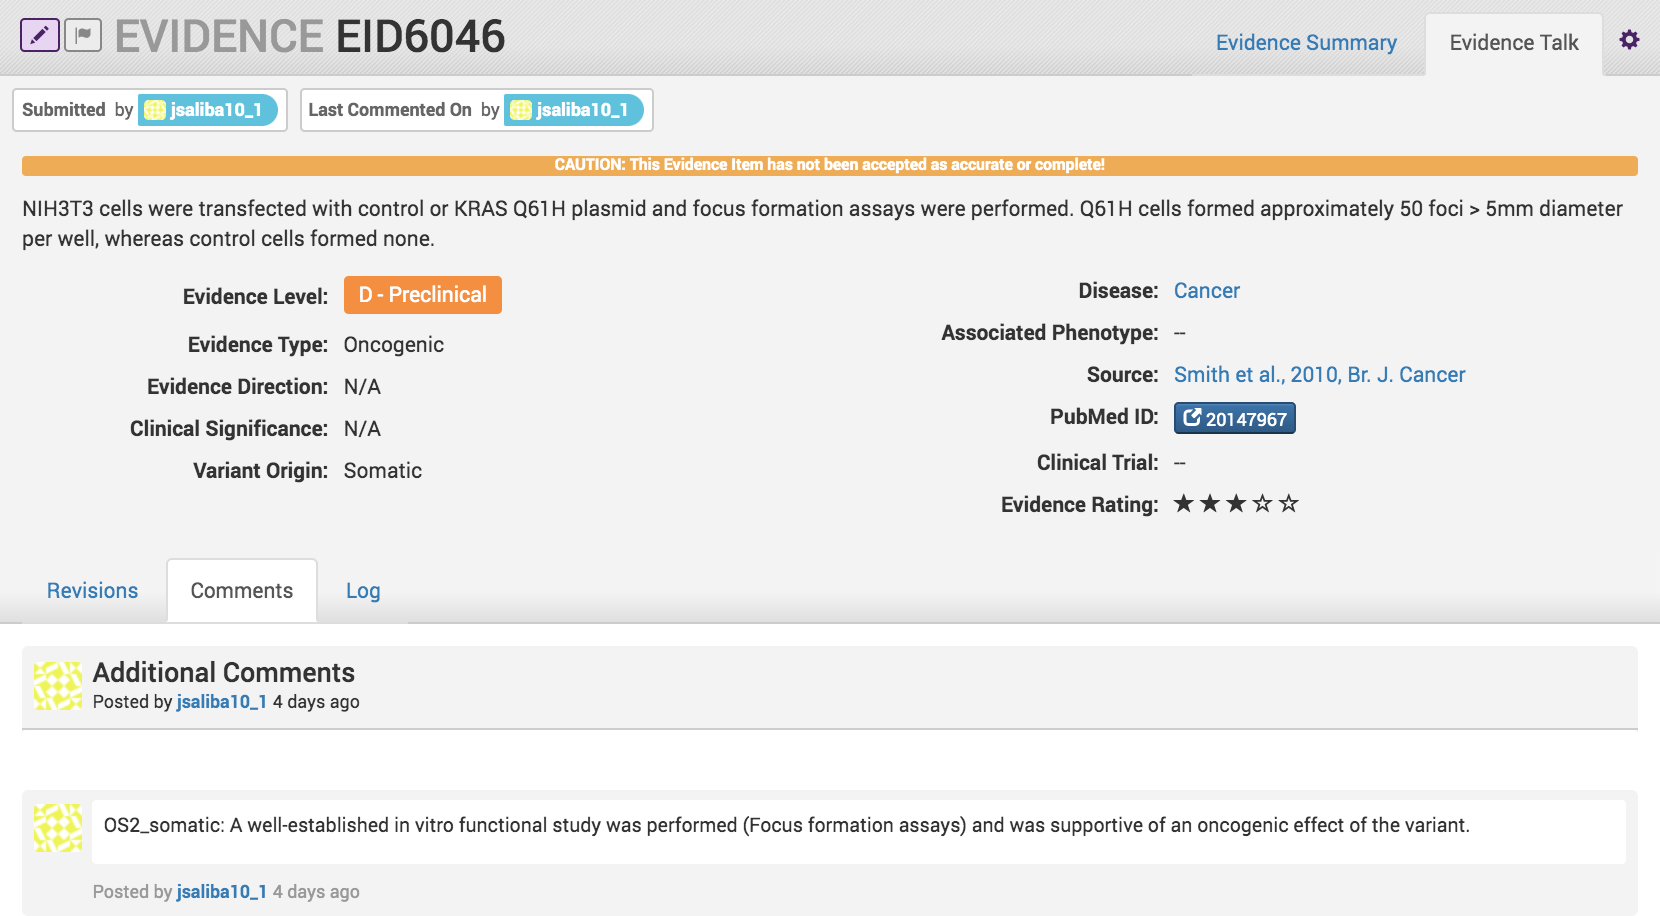 EVIDENCE EID6046
Evidence Summary
Evidence Talk
Submitted by jsaliba10_1
Last Commented On by jsaliba10_1
CAUTION: This Evidence Item has not been accepted as accurate or complete!
NIH3T3 cells were transfected with control or KRAS Q61H plasmid and focus formation assays were performed. Q61H cells formed approximately 50 foci > 5mm diameter
per well, whereas control cells formed none.
Evidence Level: D - Preclinical
Evidence Type: Oncogenic
Evidence Direction: N/A
Clinical Significance: N/A
Variant Origin: Somatic
Disease: Cancer
Associated Phenotype: --
Source: Smith et al., 2010, Br. J. Cancer
PubMed ID: 20147967
Clinical Trial: --
Evidence Rating: ★★★☆☆
Revisions
Comments
Log
Additional Comments
Posted by jsaliba10_1 4 days ago
OS2_somatic: A well-established in vitro functional study was performed (Focus formation assays) and was supportive of an oncogenic effect of the variant.
Posted by jsaliba10_1 4 days ago